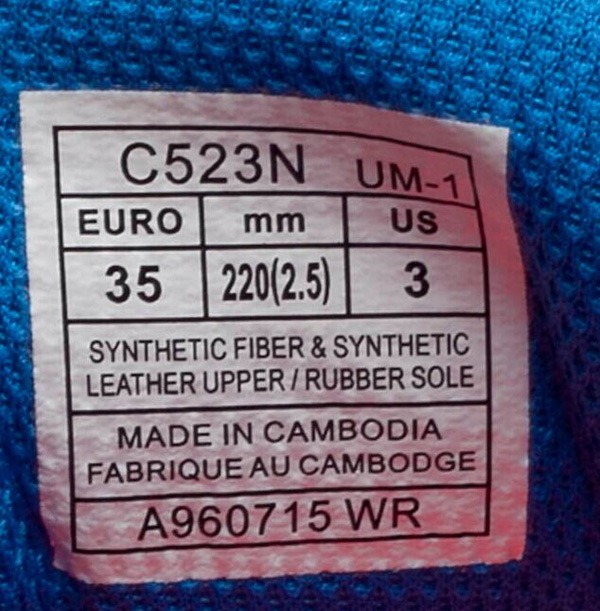 C523N UM-1
EURO mm US
35 220(2.5) 3
SYNTHETIC FIBER & SYNTHETIC
LEATHER UPPER / RUBBER SOLE
MADE IN CAMBODIA
FABRIQUE AU CAMBODGE
A960715 WR